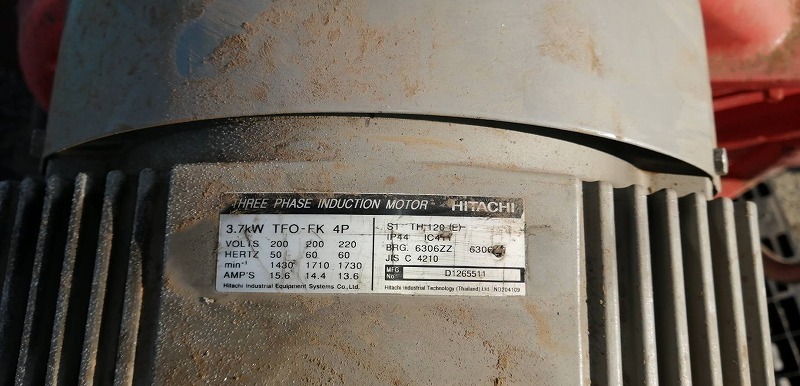 THREE PHASE INDUCTION MOTOR HITACHI
3.7kW TFO-FK 4P
VOLTS 200 200 220
HERTZ 50 60 60
min⁻¹ 1430 1710 1730
AMP'S 15.6 14.4 13.6
Hitachi Industrial Equipment Systems Co.,Ltd.
S1 TH,120 (E)
IP44 IC411
BRG. 6306ZZ 6306
JIS C 4210
MFG. No D1265511
Hitachi Industrial Technology (Thailand) Ltd. ND204109